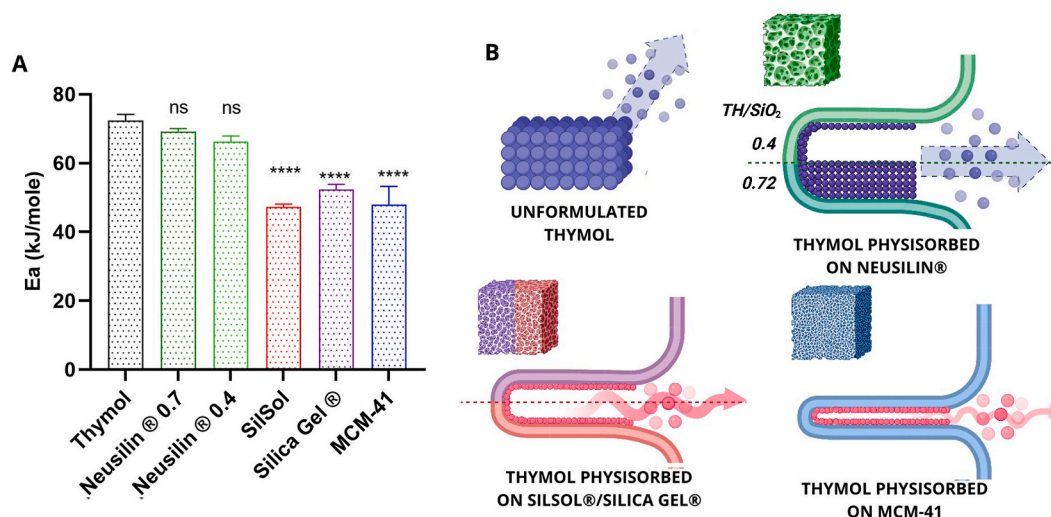 A
Ea (kJ/mole)
80
60
40
20
0
ns
ns
****
****
****
Thymol
Neusilin ® 0.7
Neusilin ® 0.4
SilSol
Silica Gel ®
MCM-41
B
UNFORMULATED
THYMOL
TH/SiO₂
0.4
0.72
THYMOL PHYSISORBED
ON NEUSILIN®
THYMOL PHYSISORBED
ON SILSOL®/SILICA GEL®
THYMOL PHYSISORBED
ON MCM-41